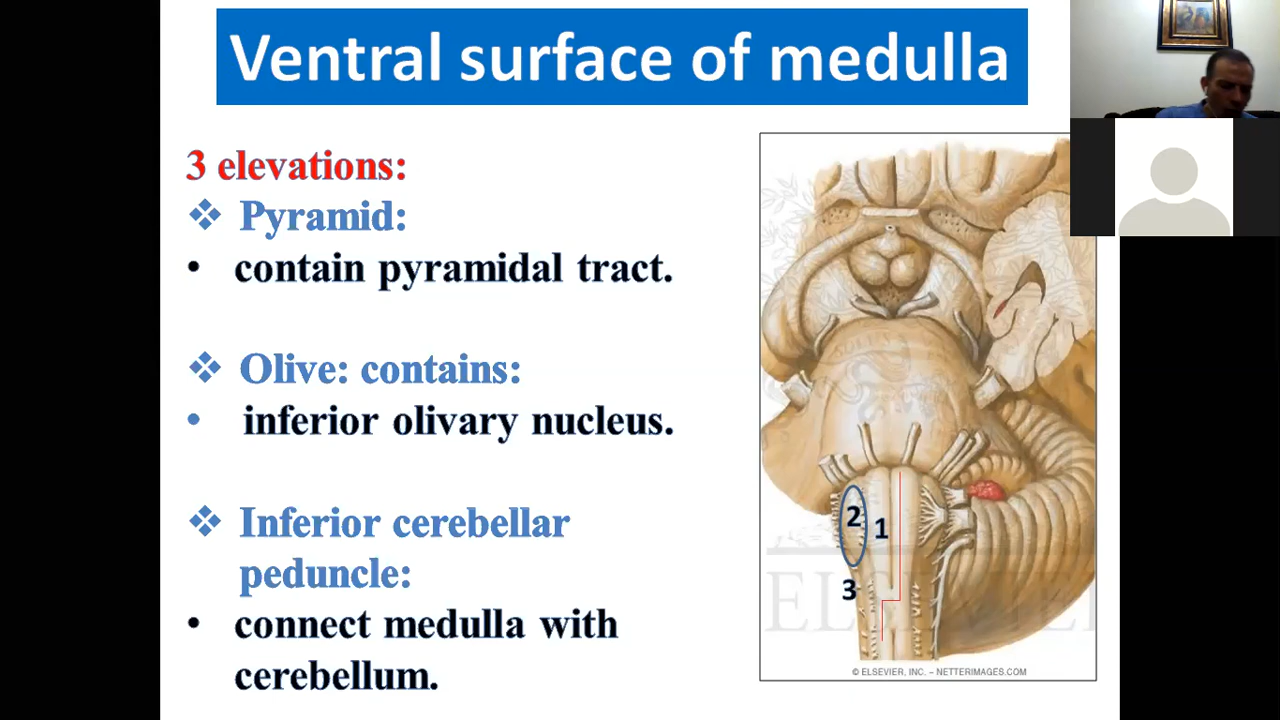 Ventral surface of medulla
3 elevations:
❖ Pyramid:
• contain pyramidal tract.
❖ Olive: contains:
• inferior olivary nucleus.
❖ Inferior cerebellar
peduncle:
• connect medulla with
cerebellum.
2
1
3
ELSEVIER
© ELSEVIER, INC. – NETTERIMAGES.COM